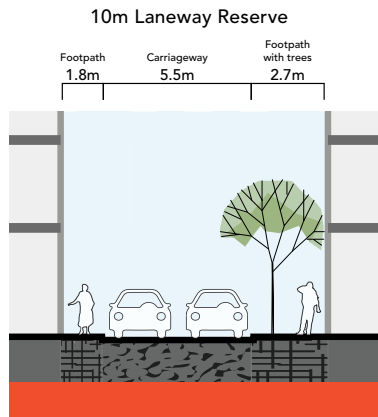 10m Laneway Reserve
Footpath
1.8m
Carriageway
5.5m
Footpath
with trees
2.7m